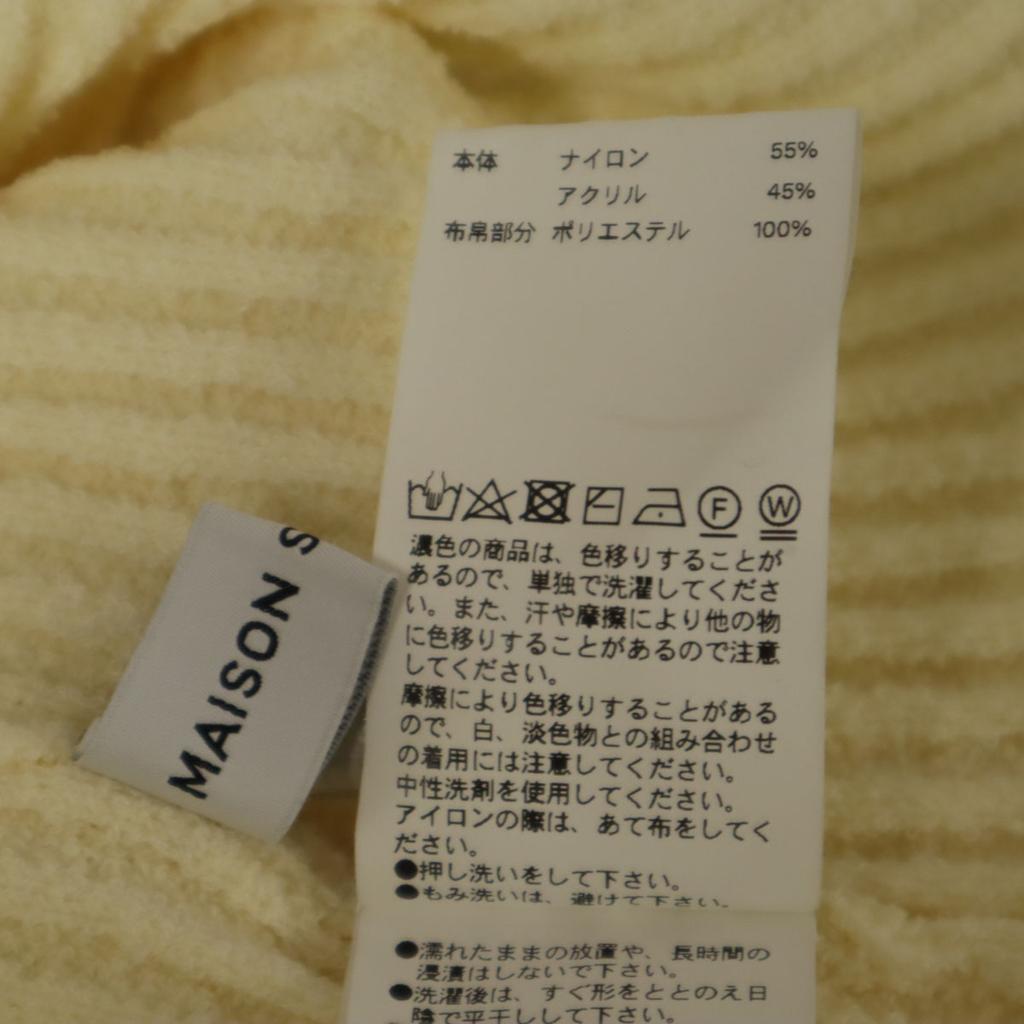 本体 ナイロン 55%
アクリル 45%
布帛部分 ポリエステル 100%
F W
濃色の商品は、色移りすることが
あるので、単独で洗濯してくださ
い。また、汗や摩擦により他の物
に色移りすることがあるので注意
してください。
摩擦により色移りすることがある
ので、白、淡色物との組み合わせ
の着用には注意してください。
中性洗剤を使用してください。
アイロンの際は、あて布をしてく
ださい。
●押し洗いをして下さい。
●もみ洗いは、避けて下さい。
●濡れたままの放置や、長時間の
浸漬はしないで下さい。
●洗濯後は、すぐ形をととのえ日
陰で平干しして下さい。
MAISON S